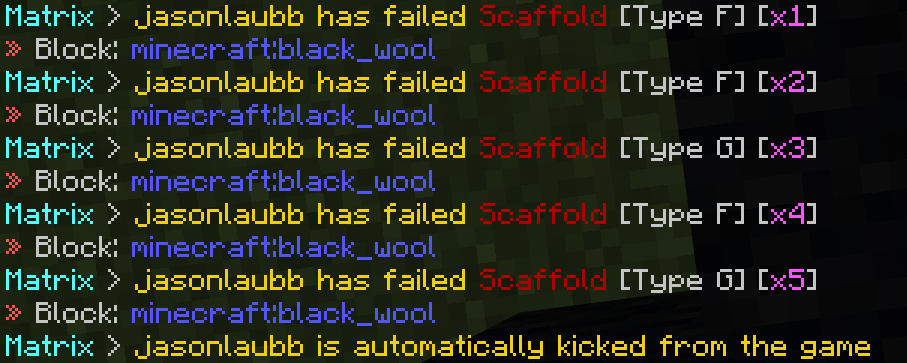 Matrix > .jasonlaubb has failed Scaffold [Type F] [x1]
» Block: minecraft:black_wool
Matrix > .jasonlaubb has failed Scaffold [Type F] [x2]
» Block: minecraft:black_wool
Matrix > .jasonlaubb has failed Scaffold [Type G] [x3]
» Block: minecraft:black_wool
Matrix > .jasonlaubb has failed Scaffold [Type F] [x4]
» Block: minecraft:black_wool
Matrix > .jasonlaubb has failed Scaffold [Type G] [x5]
» Block: minecraft:black_wool
Matrix > .jasonlaubb is automatically kicked from the game